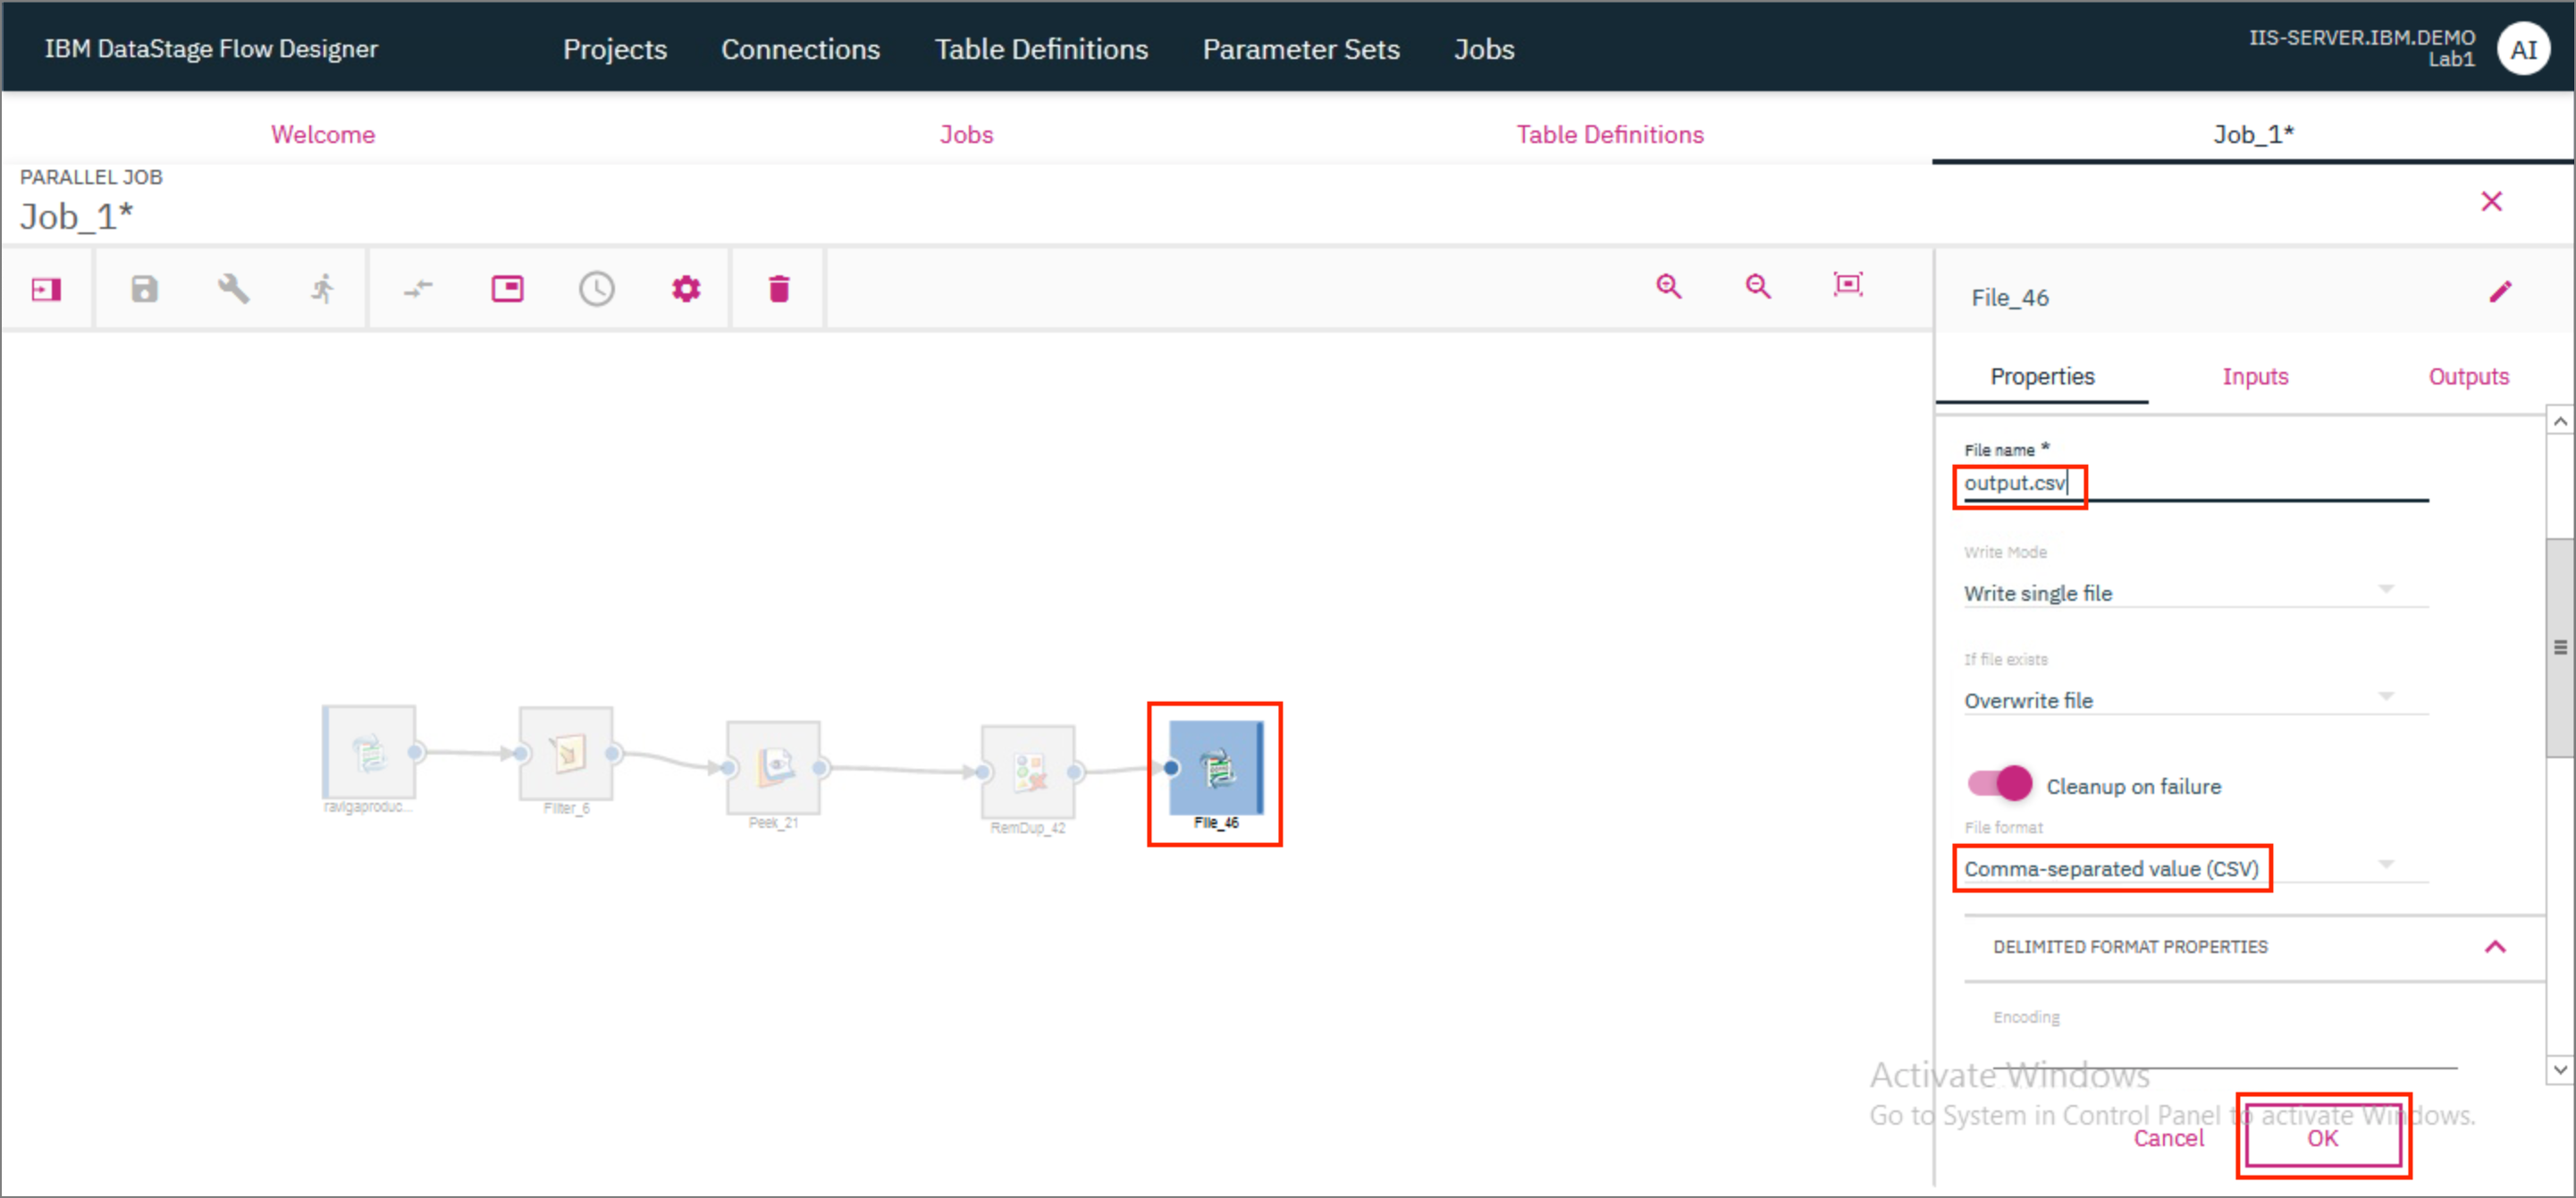 IBM DataStage Flow Designer
Projects
Connections
Table Definitions
Parameter Sets
Jobs
IIS-SERVER.IBM.DEMO
Lab1
AI
Welcome
Jobs
Table Definitions
Job_1*
PARALLEL JOB
Job_1*
File_46
Properties
Inputs
Outputs
File name *
output.csv
Write Mode
Write single file
If file exists
Overwrite file
Cleanup on failure
File format
Comma-separated value (CSV)
DELIMITED FORMAT PROPERTIES
Encoding
ravigaproduc...
Filter_6
Peek_21
RemDup_42
File_46
Activate Windows
Go to System in Control Panel to activate Windows.
Cancel
OK